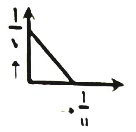 1/v ↑
→ 1/u